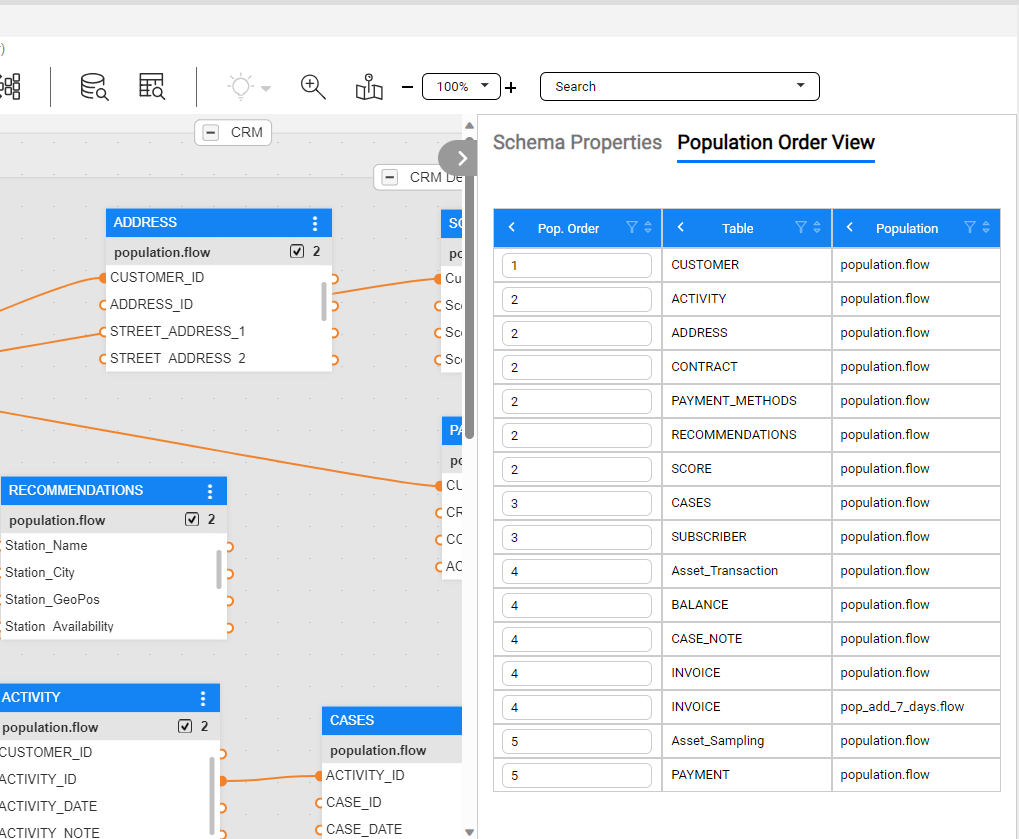 100%
Search
CRM
CRM De
Schema Properties
Population Order View
ADDRESS
population.flow 2
CUSTOMER_ID
ADDRESS_ID
STREET_ADDRESS_1
STREET_ADDRESS_2
RECOMMENDATIONS
population.flow 2
Station_Name
Station_City
Station_GeoPos
Station_Availability
ACTIVITY
population.flow 2
CUSTOMER_ID
ACTIVITY_ID
ACTIVITY_DATE
ACTIVITY_NOTE
SC
po
Cu
Sco
Sco
Sco
PA
po
CU
CR
CO
AC
CASES
population.flow
ACTIVITY_ID
CASE_ID
CASE_DATE
Pop. Order Table Population
1 CUSTOMER population.flow
2 ACTIVITY population.flow
2 ADDRESS population.flow
2 CONTRACT population.flow
2 PAYMENT_METHODS population.flow
2 RECOMMENDATIONS population.flow
2 SCORE population.flow
3 CASES population.flow
3 SUBSCRIBER population.flow
4 Asset_Transaction population.flow
4 BALANCE population.flow
4 CASE_NOTE population.flow
4 INVOICE population.flow
4 INVOICE pop_add_7_days.flow
5 Asset_Sampling population.flow
5 PAYMENT population.flow